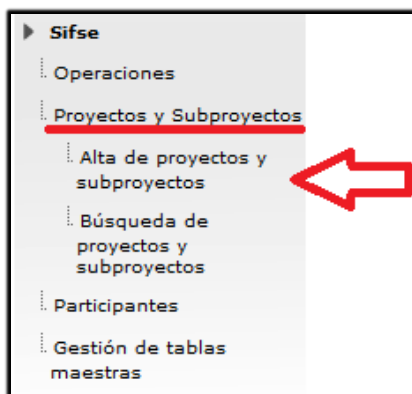 Sifse
Operaciones
Proyectos y Subproyectos
Alta de proyectos y
subproyectos
Búsqueda de
proyectos y
subproyectos
Participantes
Gestión de tablas
maestras